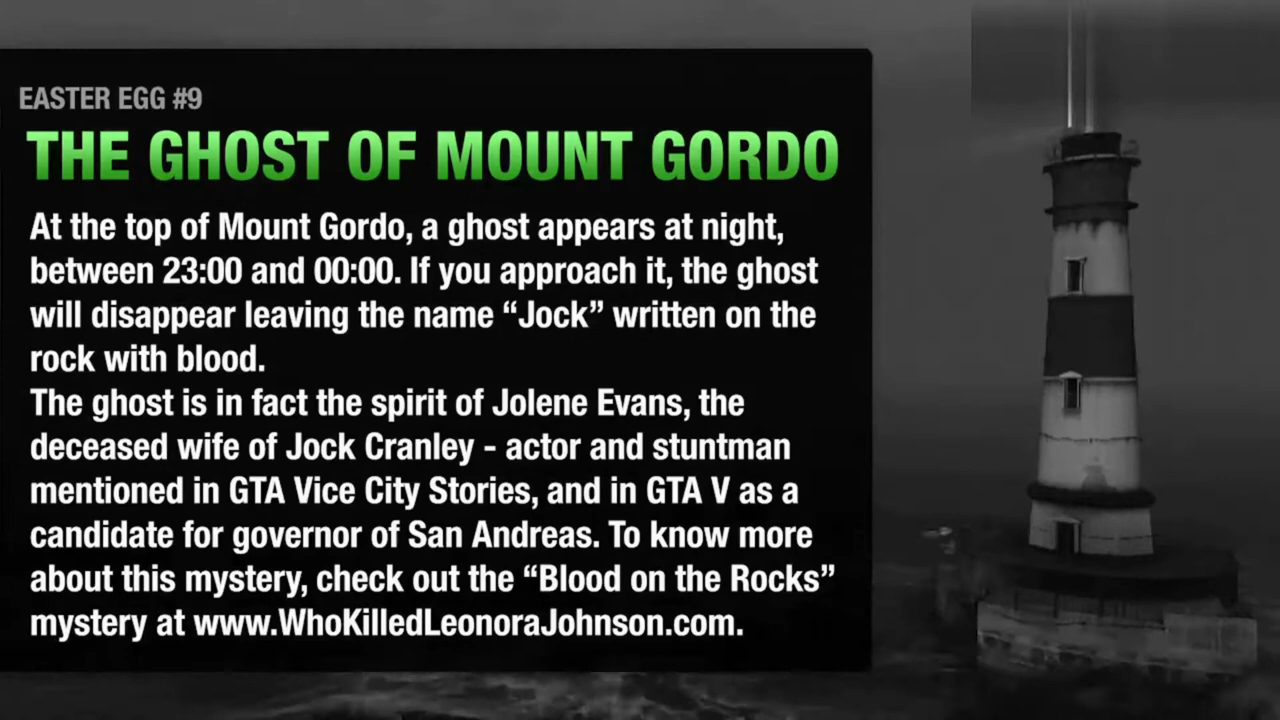 EASTER EGG #9
THE GHOST OF MOUNT GORDO
At the top of Mount Gordo, a ghost appears at night,
between 23:00 and 00:00. If you approach it, the ghost
will disappear leaving the name “Jock” written on the
rock with blood.
The ghost is in fact the spirit of Jolene Evans, the
deceased wife of Jock Cranley - actor and stuntman
mentioned in GTA Vice City Stories, and in GTA V as a
candidate for governor of San Andreas. To know more
about this mystery, check out the “Blood on the Rocks”
mystery at www.WhoKilledLeonoraJohnson.com.